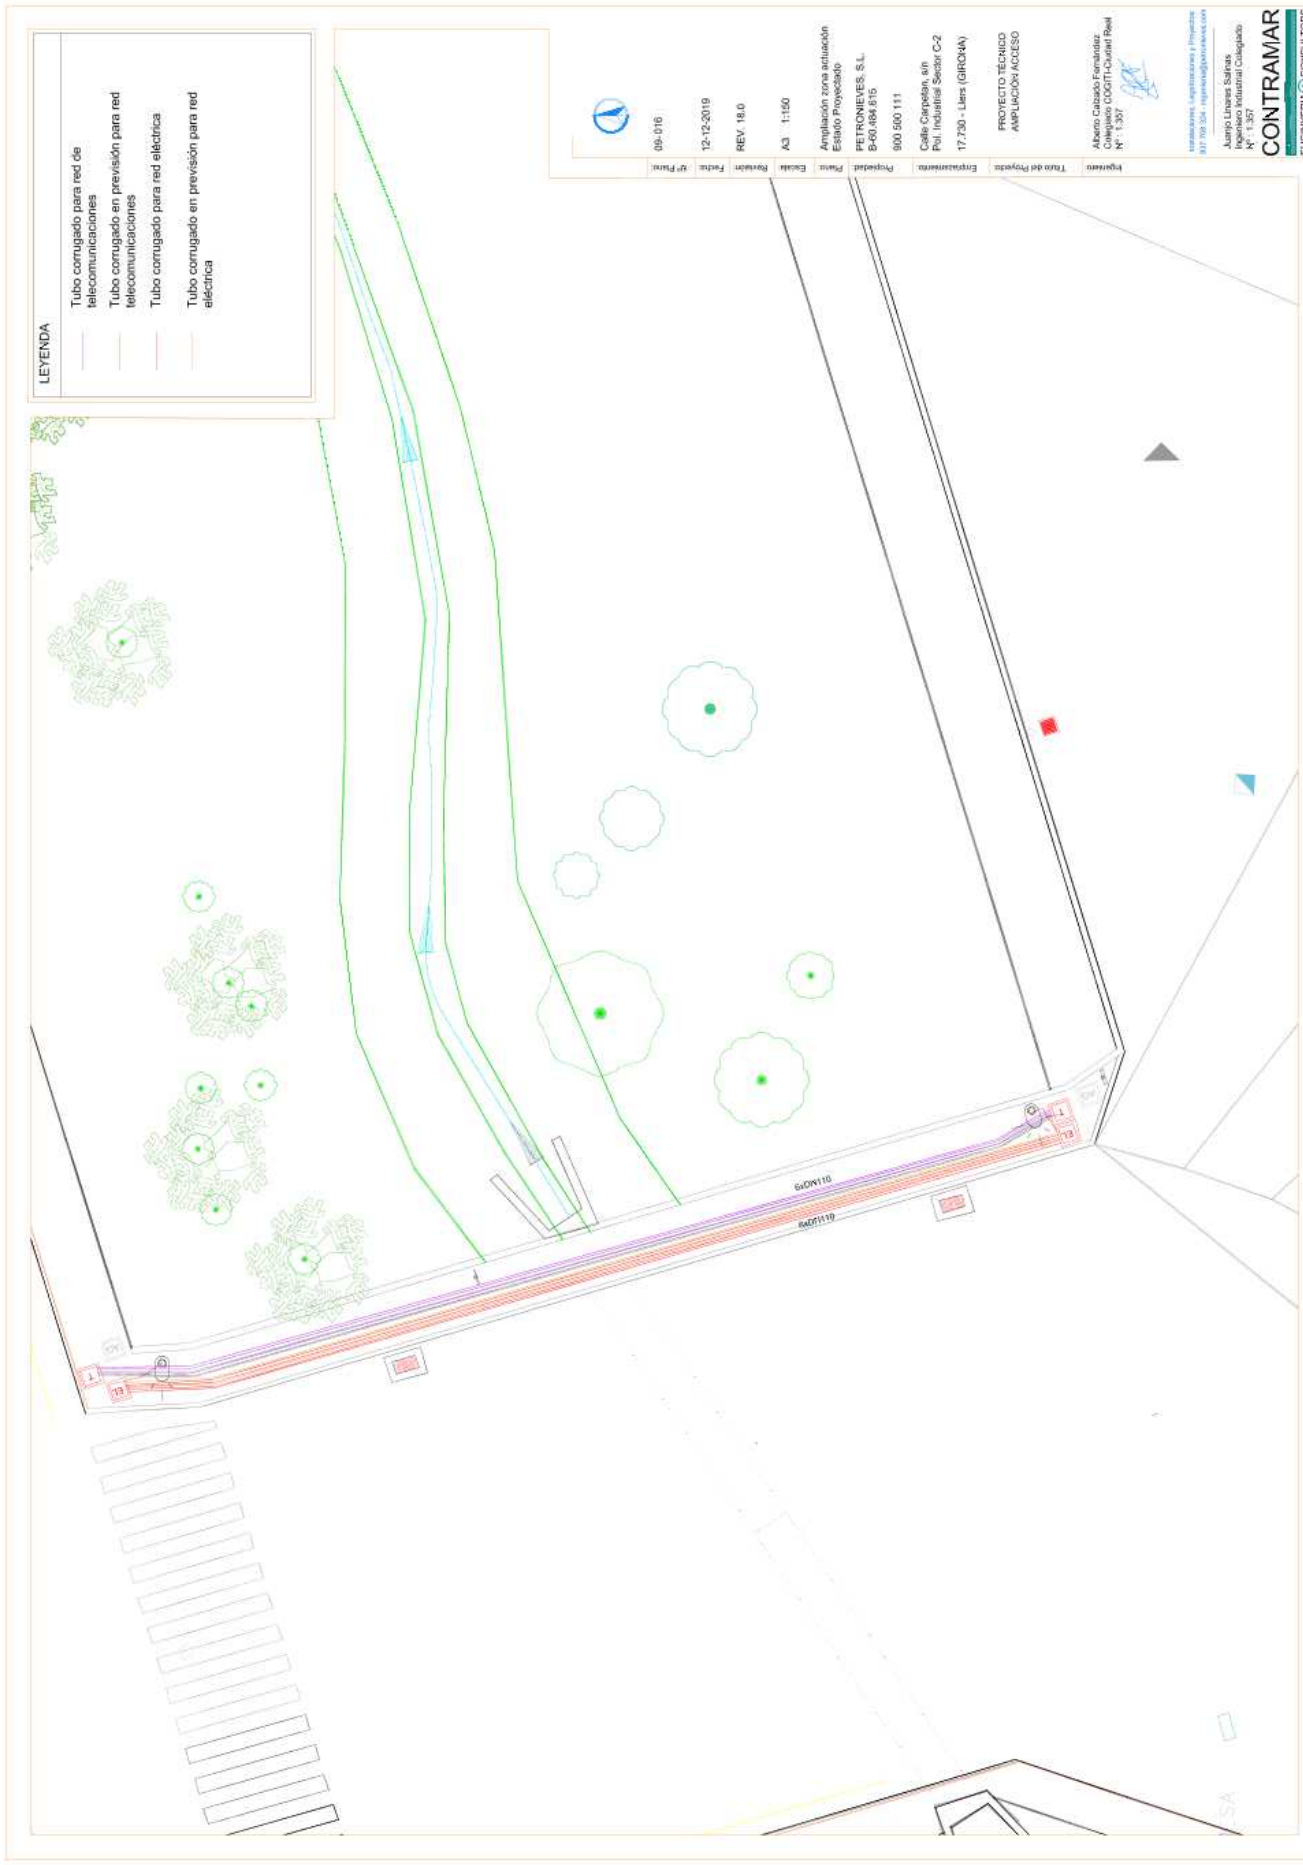 LEYENDA
Tubo corrugado para red de
telecomunicaciones
Tubo corrugado en previsión para red
telecomunicaciones
Tubo corrugado para red eléctrica
Tubo corrugado en previsión para red
eléctrica
Nº Plano:
09- 016
Fecha:
12-12-2019
Revisión:
REV. 18.0
Escala:
A3 1:150
Plano:
Ampliación zona actuación
Estado Proyectado
Propiedad:
PETRONIEVES, S.L.
B-60.484.615
900 500 111
Emplazamiento:
Pol. Industrial Sector C-2
17.730 - Llers (GIRONA)
Título del Proyecto:
PROYECTO TÉCNICO
AMPLIACIÓN ACCESO
Ingeniero:
Alberto Calzado Fernández
Colegiado COGITI-Ciudad Real
Nº : 1.357
Juanjo Linares Salinas
Ingeniero Industrial Colegiado
Nº : 1.357
CONTRAMAR
6xDN110
T
EL
T
EL
SA